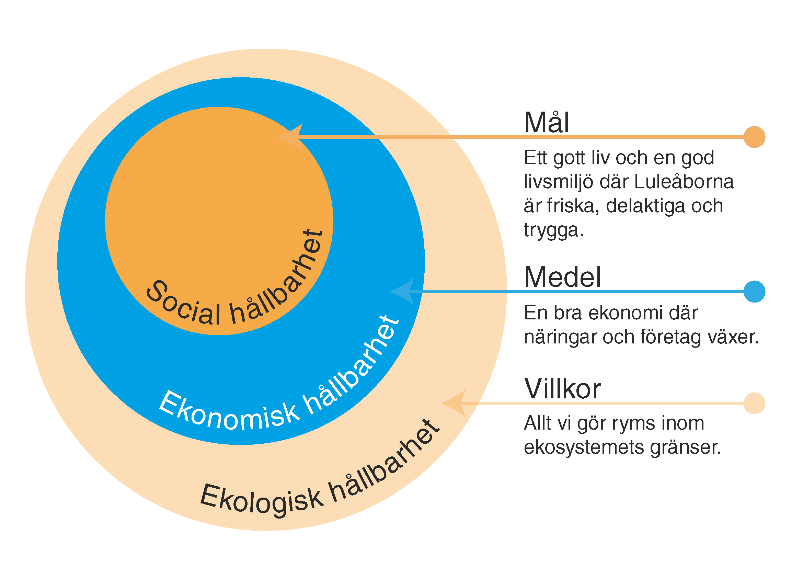 Social hållbarhet
Ekonomisk hållbarhet
Ekologisk hållbarhet
Mål
Ett gott liv och en god
livsmiljö där Luleåborna
är friska, delaktiga och
trygga.
Medel
En bra ekonomi där
näringar och företag växer.
Villkor
Allt vi gör ryms inom
ekosystemets gränser.